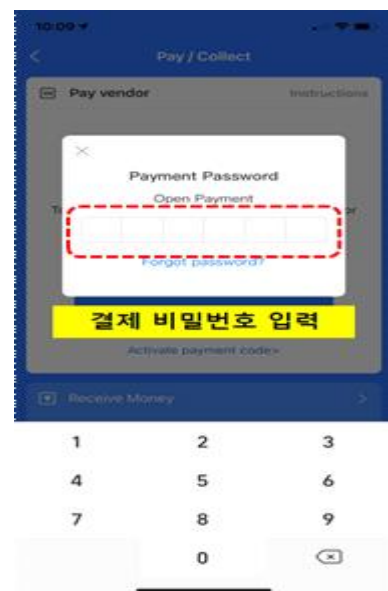 10:09
Pay / Collect
Pay vendor Instructions
Payment Password
Open Payment
Forgot password?
결제 비밀번호 입력
Activate payment code>
Receive Money >
1 2 3
4 5 6
7 8 9
0